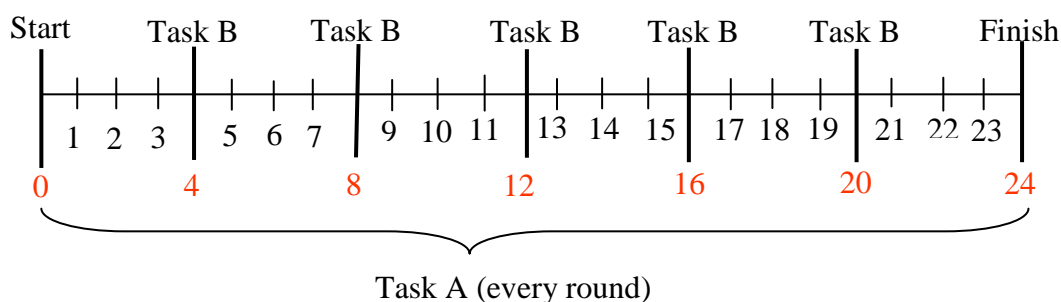 Start Task B Task B Task B Task B Task B Finish
1 2 3 5 6 7 9 10 11 13 14 15 17 18 19 21 22 23
0 4 8 12 16 20 24
Task A (every round)